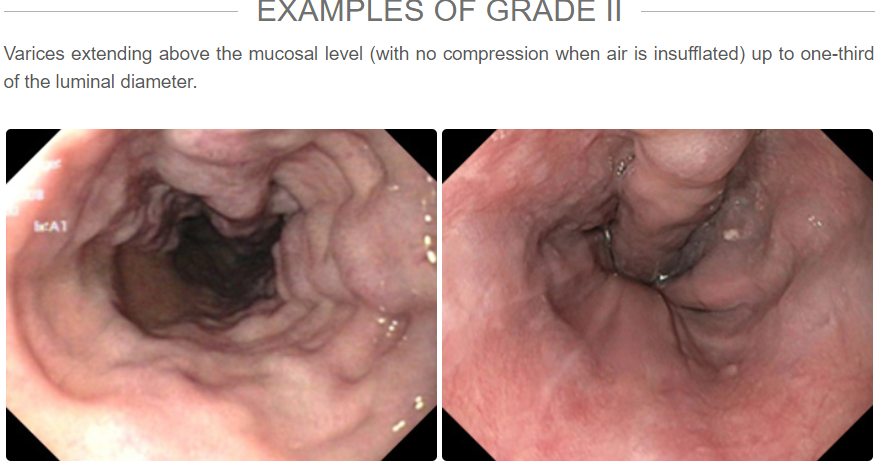 EXAMPLES OF GRADE II
Varices extending above the mucosal level (with no compression when air is insufflated) up to one-third
of the luminal diameter.